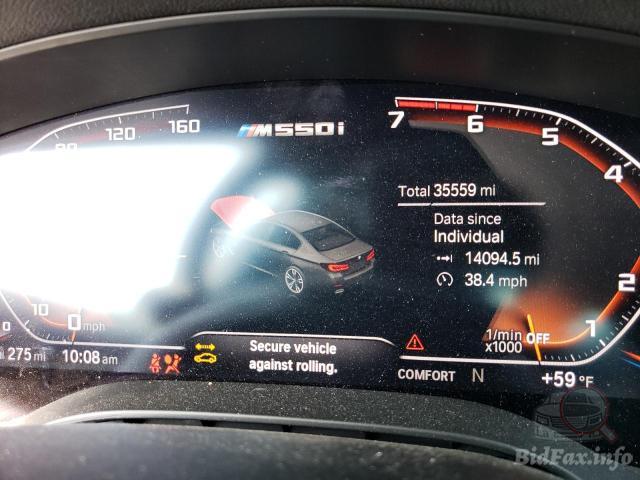 80 120 160
M550i
7 6 5 4 2 1
Total 35559 mi
Data since
Individual
14094.5 mi
38.4 mph
10 0 mph
0
1/min OFF
x1000
275 mi 10:08 am
Secure vehicle
against rolling.
COMFORT N
+59 °F
BidFax.info